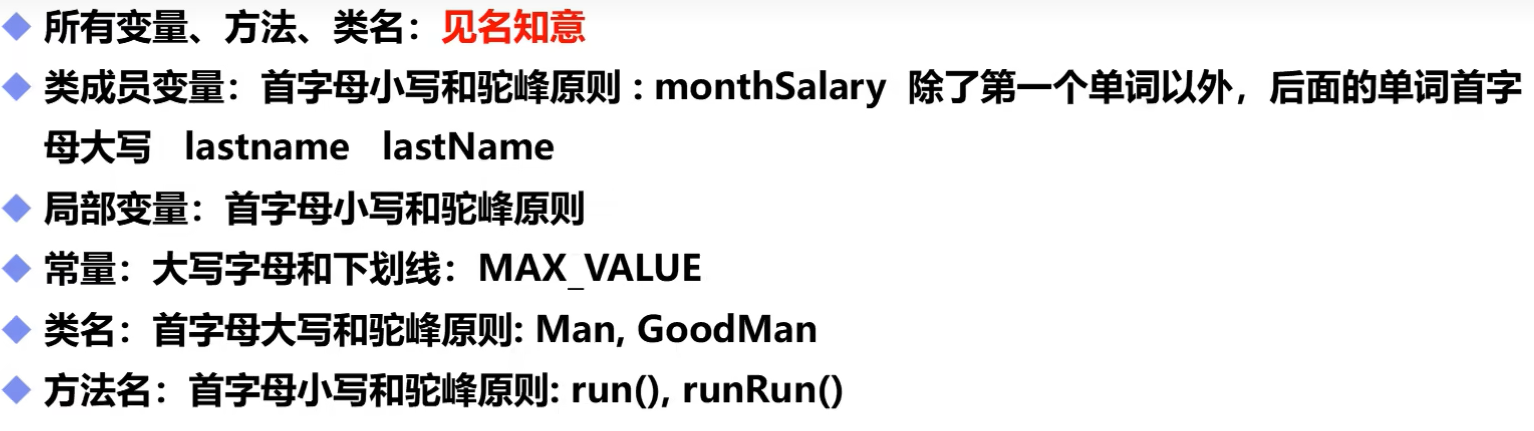 所有变量、方法、类名：见名知意
类成员变量：首字母小写和驼峰原则 : monthSalary 除了第一个单词以外，后面的单词首字
母大写 lastname lastName
局部变量：首字母小写和驼峰原则
常量：大写字母和下划线：MAX_VALUE
类名：首字母大写和驼峰原则: Man, GoodMan
方法名：首字母小写和驼峰原则: run(), runRun()